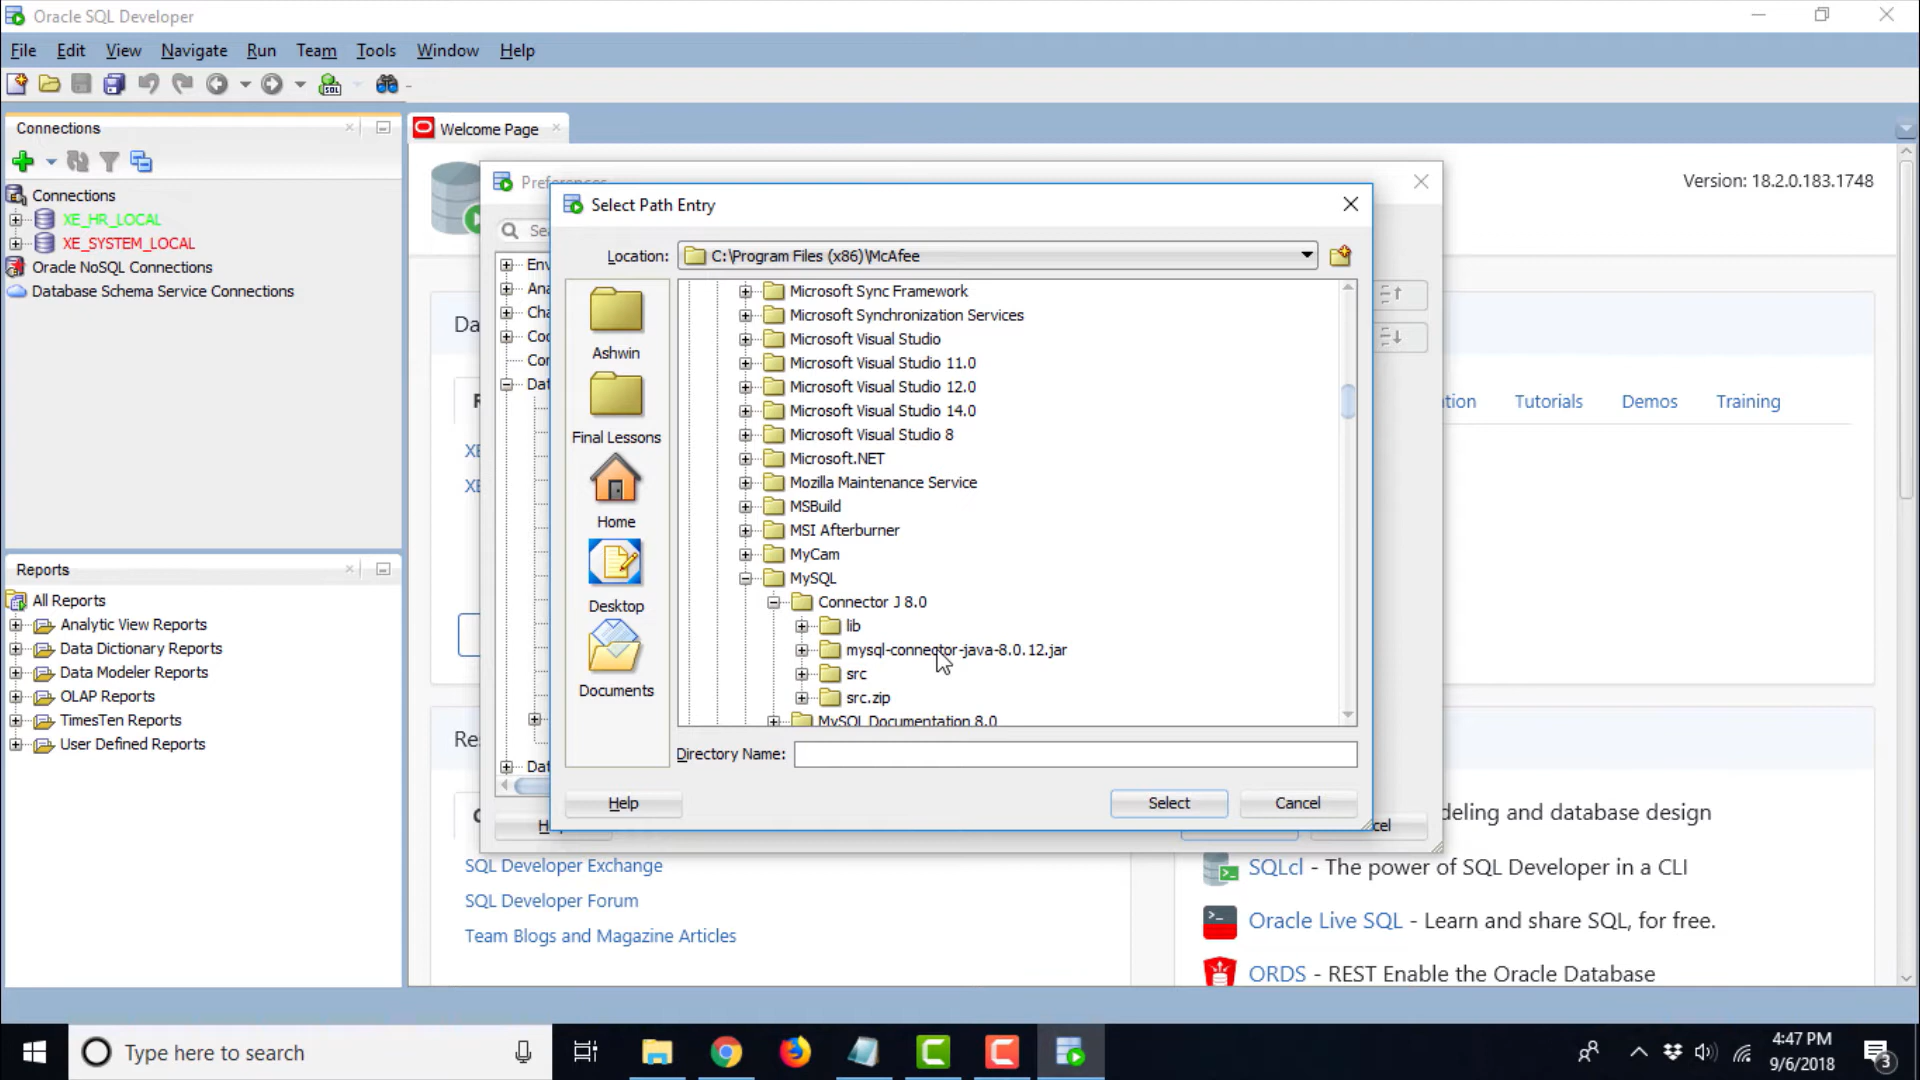 Oracle SQL Developer
File Edit View Navigate Run Team Tools Window Help
Connections
Connections
XE_HR_LOCAL
XE_SYSTEM_LOCAL
Oracle NoSQL Connections
Database Schema Service Connections
Reports
All Reports
Analytic View Reports
Data Dictionary Reports
Data Modeler Reports
OLAP Reports
TimesTen Reports
User Defined Reports
Welcome Page
Version: 18.2.0.183.1748
Tutorials Demos Training
Select Path Entry
Location: C:\Program Files (x86)\McAfee
Ashwin
Final Lessons
Home
Desktop
Documents
Microsoft Sync Framework
Microsoft Synchronization Services
Microsoft Visual Studio
Microsoft Visual Studio 11.0
Microsoft Visual Studio 12.0
Microsoft Visual Studio 14.0
Microsoft Visual Studio 8
Microsoft.NET
Mozilla Maintenance Service
MSBuild
MSI Afterburner
MyCam
MySQL
Connector J 8.0
lib
mysql-connector-java-8.0.12.jar
src
src.zip
MySQL Documentation 8.0
Directory Name:
Help Select Cancel
SQL Developer Exchange
SQL Developer Forum
Team Blogs and Magazine Articles
deling and database design
SQLcl - The power of SQL Developer in a CLI
Oracle Live SQL - Learn and share SQL, for free.
ORDS - REST Enable the Oracle Database
Type here to search
4:47 PM
9/6/2018
3